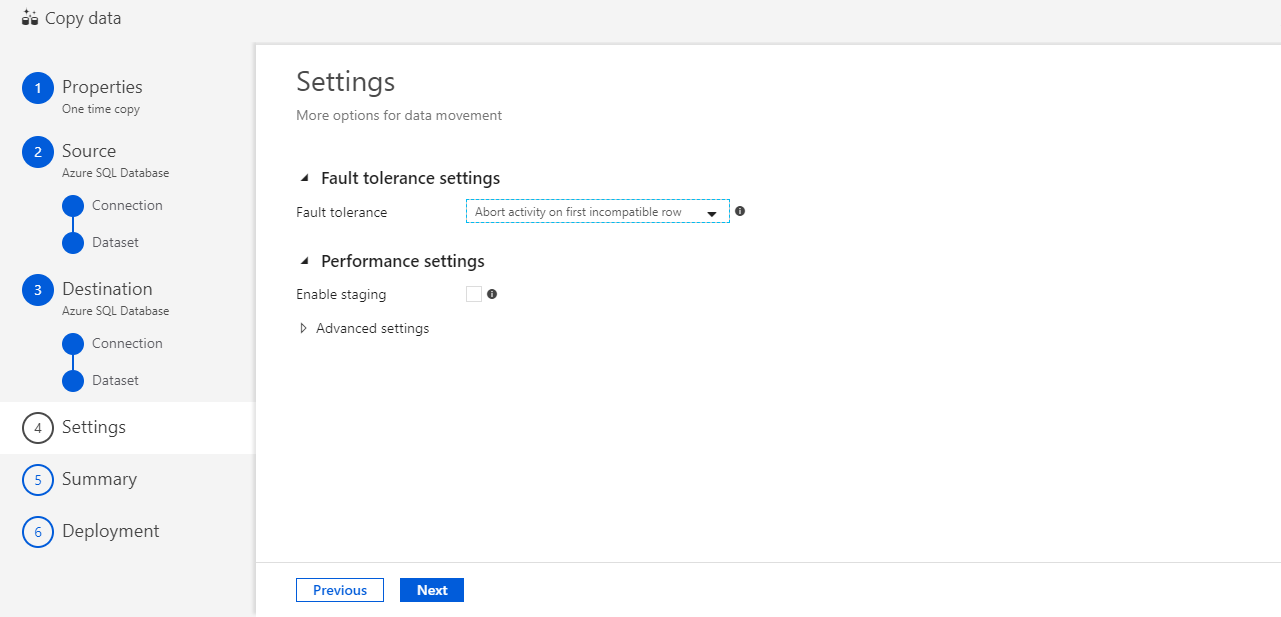 Copy data
1 Properties
One time copy
2 Source
Azure SQL Database
Connection
Dataset
3 Destination
Azure SQL Database
Connection
Dataset
4 Settings
5 Summary
6 Deployment
Settings
More options for data movement
Fault tolerance settings
Fault tolerance Abort activity on first incompatible row
Performance settings
Enable staging
Advanced settings
Previous Next